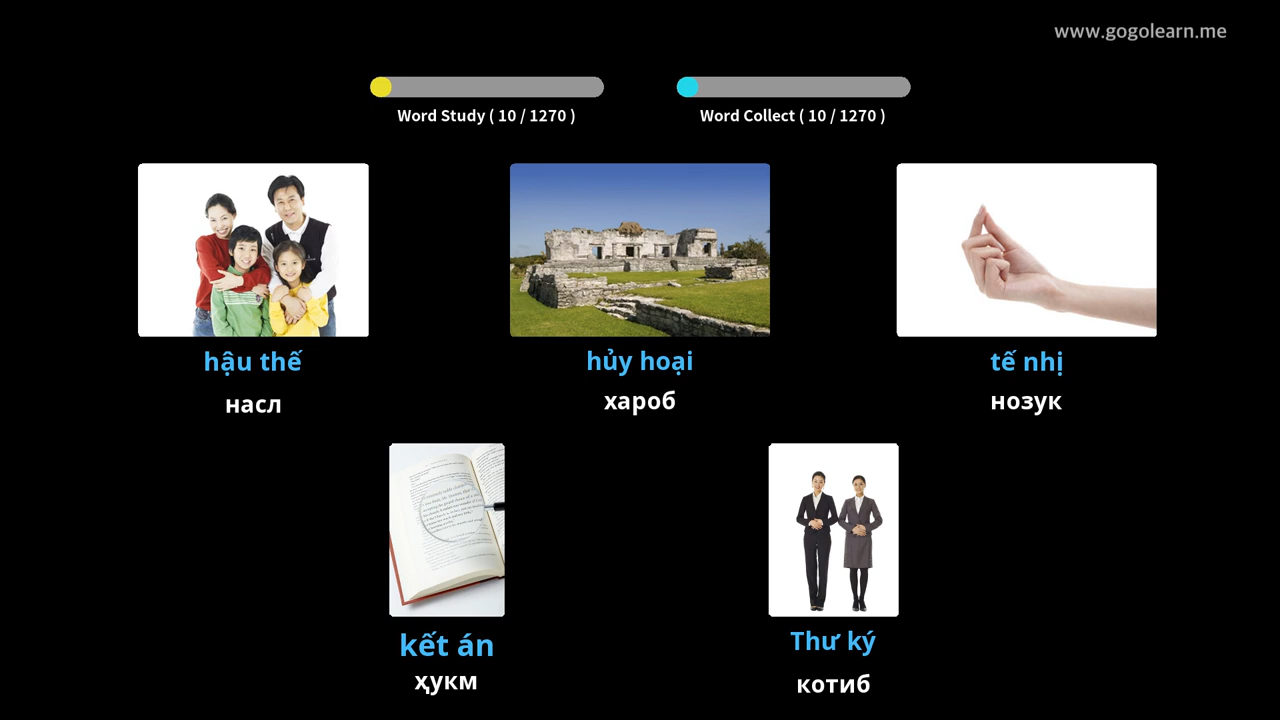 www.gogolearn.me
Word Study ( 10 / 1270 )
Word Collect ( 10 / 1270 )
hậu thế
насл
hủy hoại
хароб
tế nhị
нозук
kết án
ҳукм
Thư ký
котиб